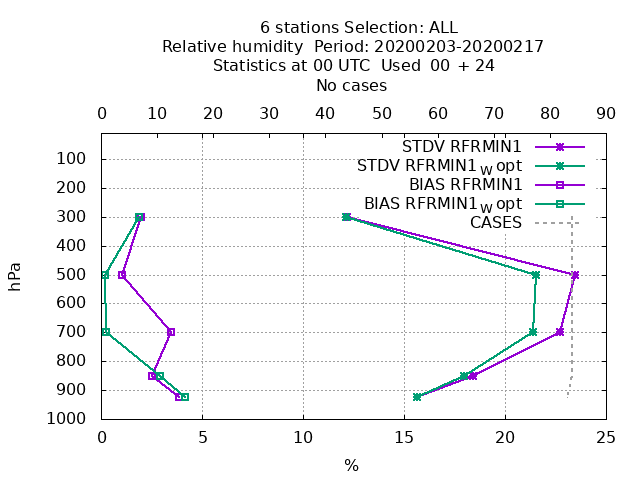 6 stations Selection: ALL
Relative humidity  Period: 20200203-20200217
Statistics at 00 UTC  Used  00 + 24
No cases
0 10 20 30 40 50 60 70 80 90
STDV RFRMIN1
STDV RFRMIN1W opt
BIAS RFRMIN1
BIAS RFRMIN1W opt
CASES
hPa
100
200
300
400
500
600
700
800
900
1000
0 5 10 15 20 25
%